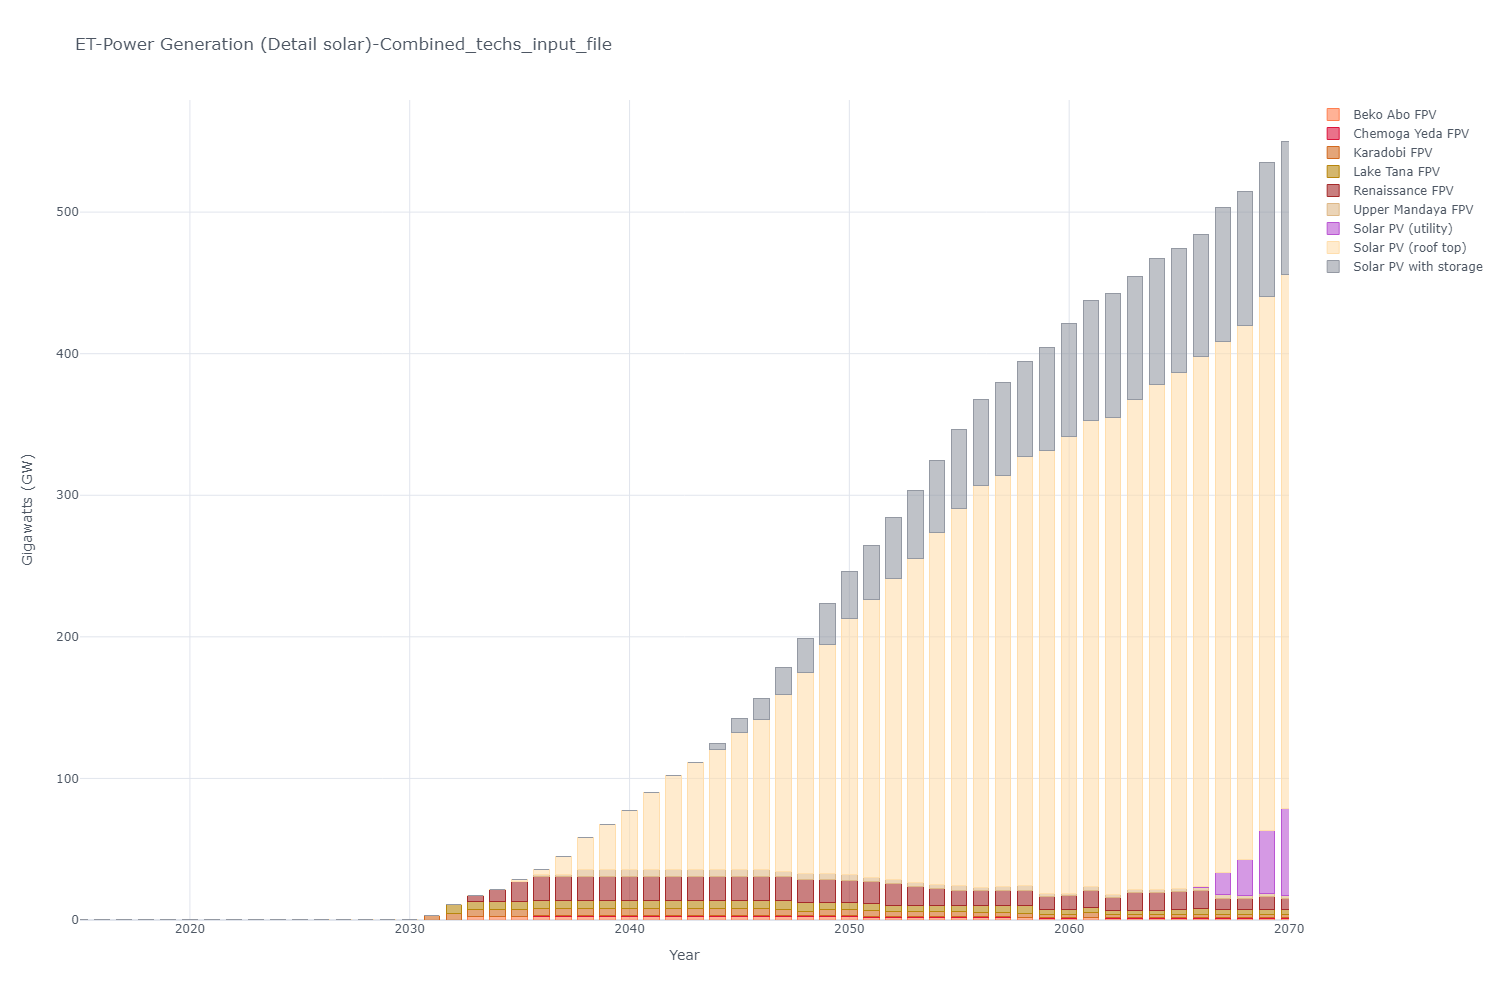 ET-Power Generation (Detail solar)-Combined_techs_input_file
Beko Abo FPV
Chemoga Yeda FPV
Karadobi FPV
Lake Tana FPV
Renaissance FPV
Upper Mandaya FPV
Solar PV (utility)
Solar PV (roof top)
Solar PV with storage
500
400
300
200
100
0
Gigawatts (GW)
2020
2030
2040
2050
2060
2070
Year